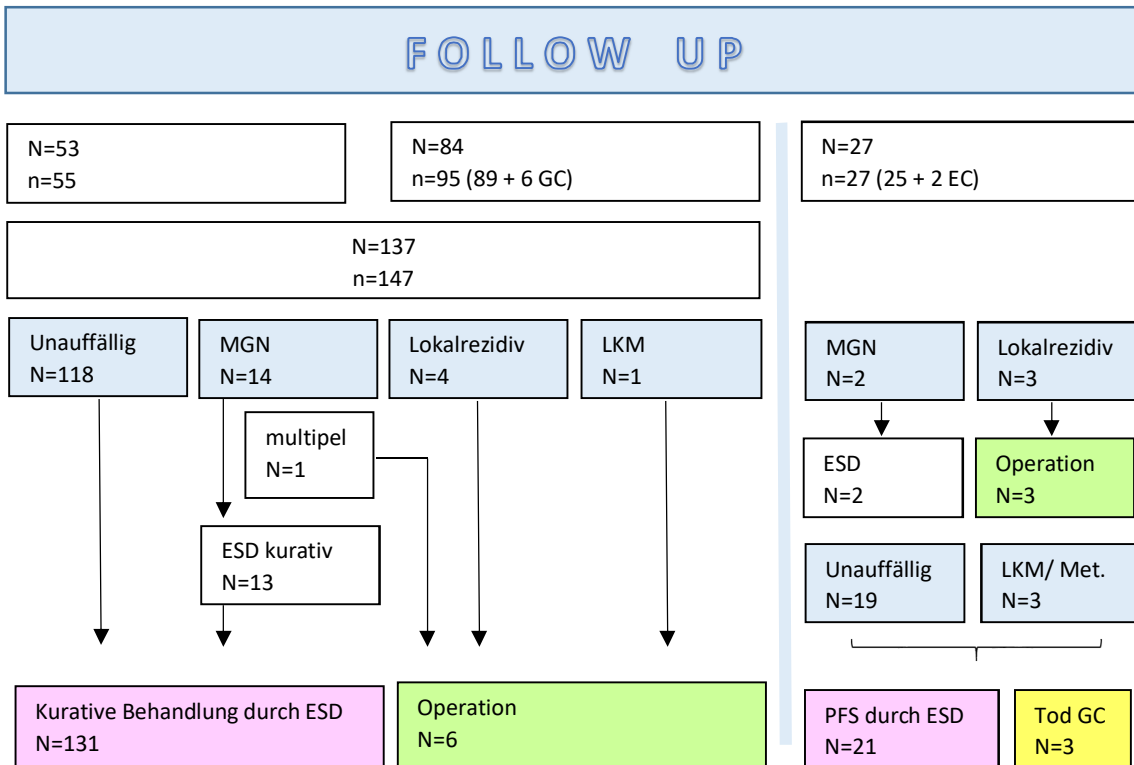 FOLLOW UP
N=53
n=55
N=84
n=95 (89 + 6 GC)
N=27
n=27 (25 + 2 EC)
N=137
n=147
Unauffällig
N=118
MGN
N=14
Lokalrezidiv
N=4
LKM
N=1
MGN
N=2
Lokalrezidiv
N=3
multipel
N=1
ESD
N=2
Operation
N=3
ESD kurativ
N=13
Unauffällig
N=19
LKM/ Met.
N=3
Kurative Behandlung durch ESD
N=131
Operation
N=6
PFS durch ESD
N=21
Tod GC
N=3